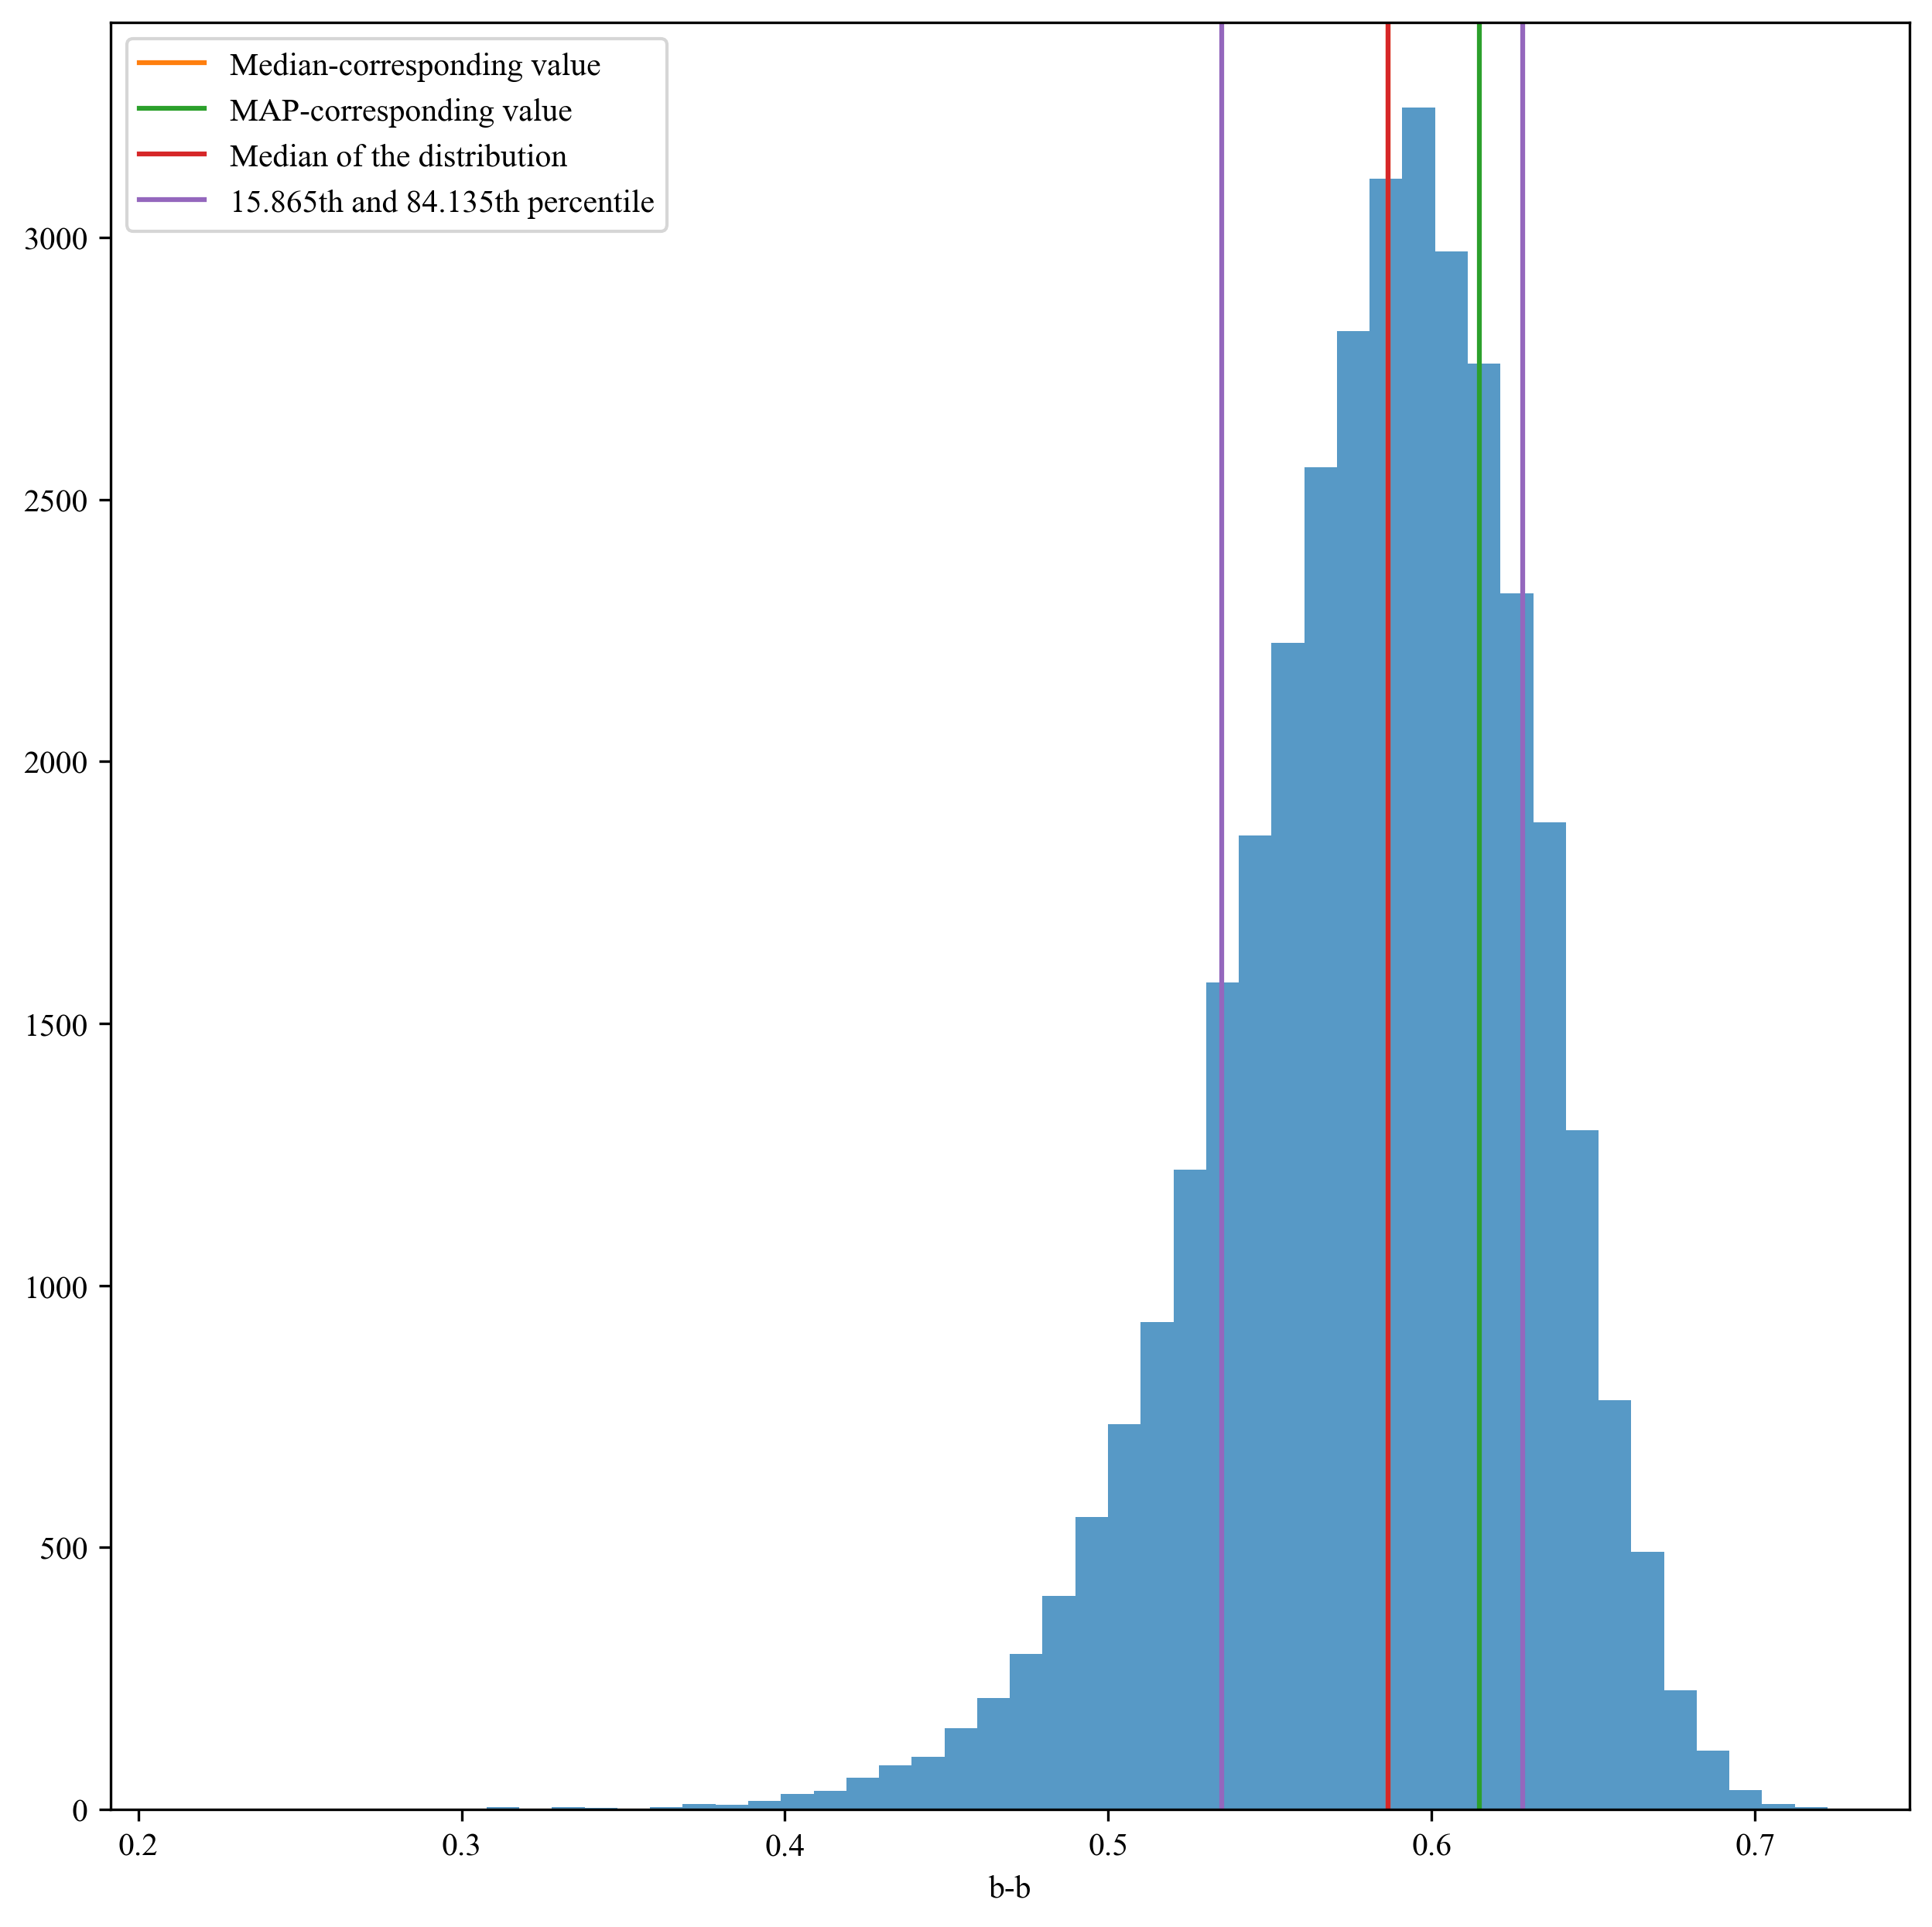 Median-corresponding value
MAP-corresponding value
Median of the distribution
15.865th and 84.135th percentile
3000
2500
2000
1500
1000
500
0
0.2 0.3 0.4 0.5 0.6 0.7
b-b